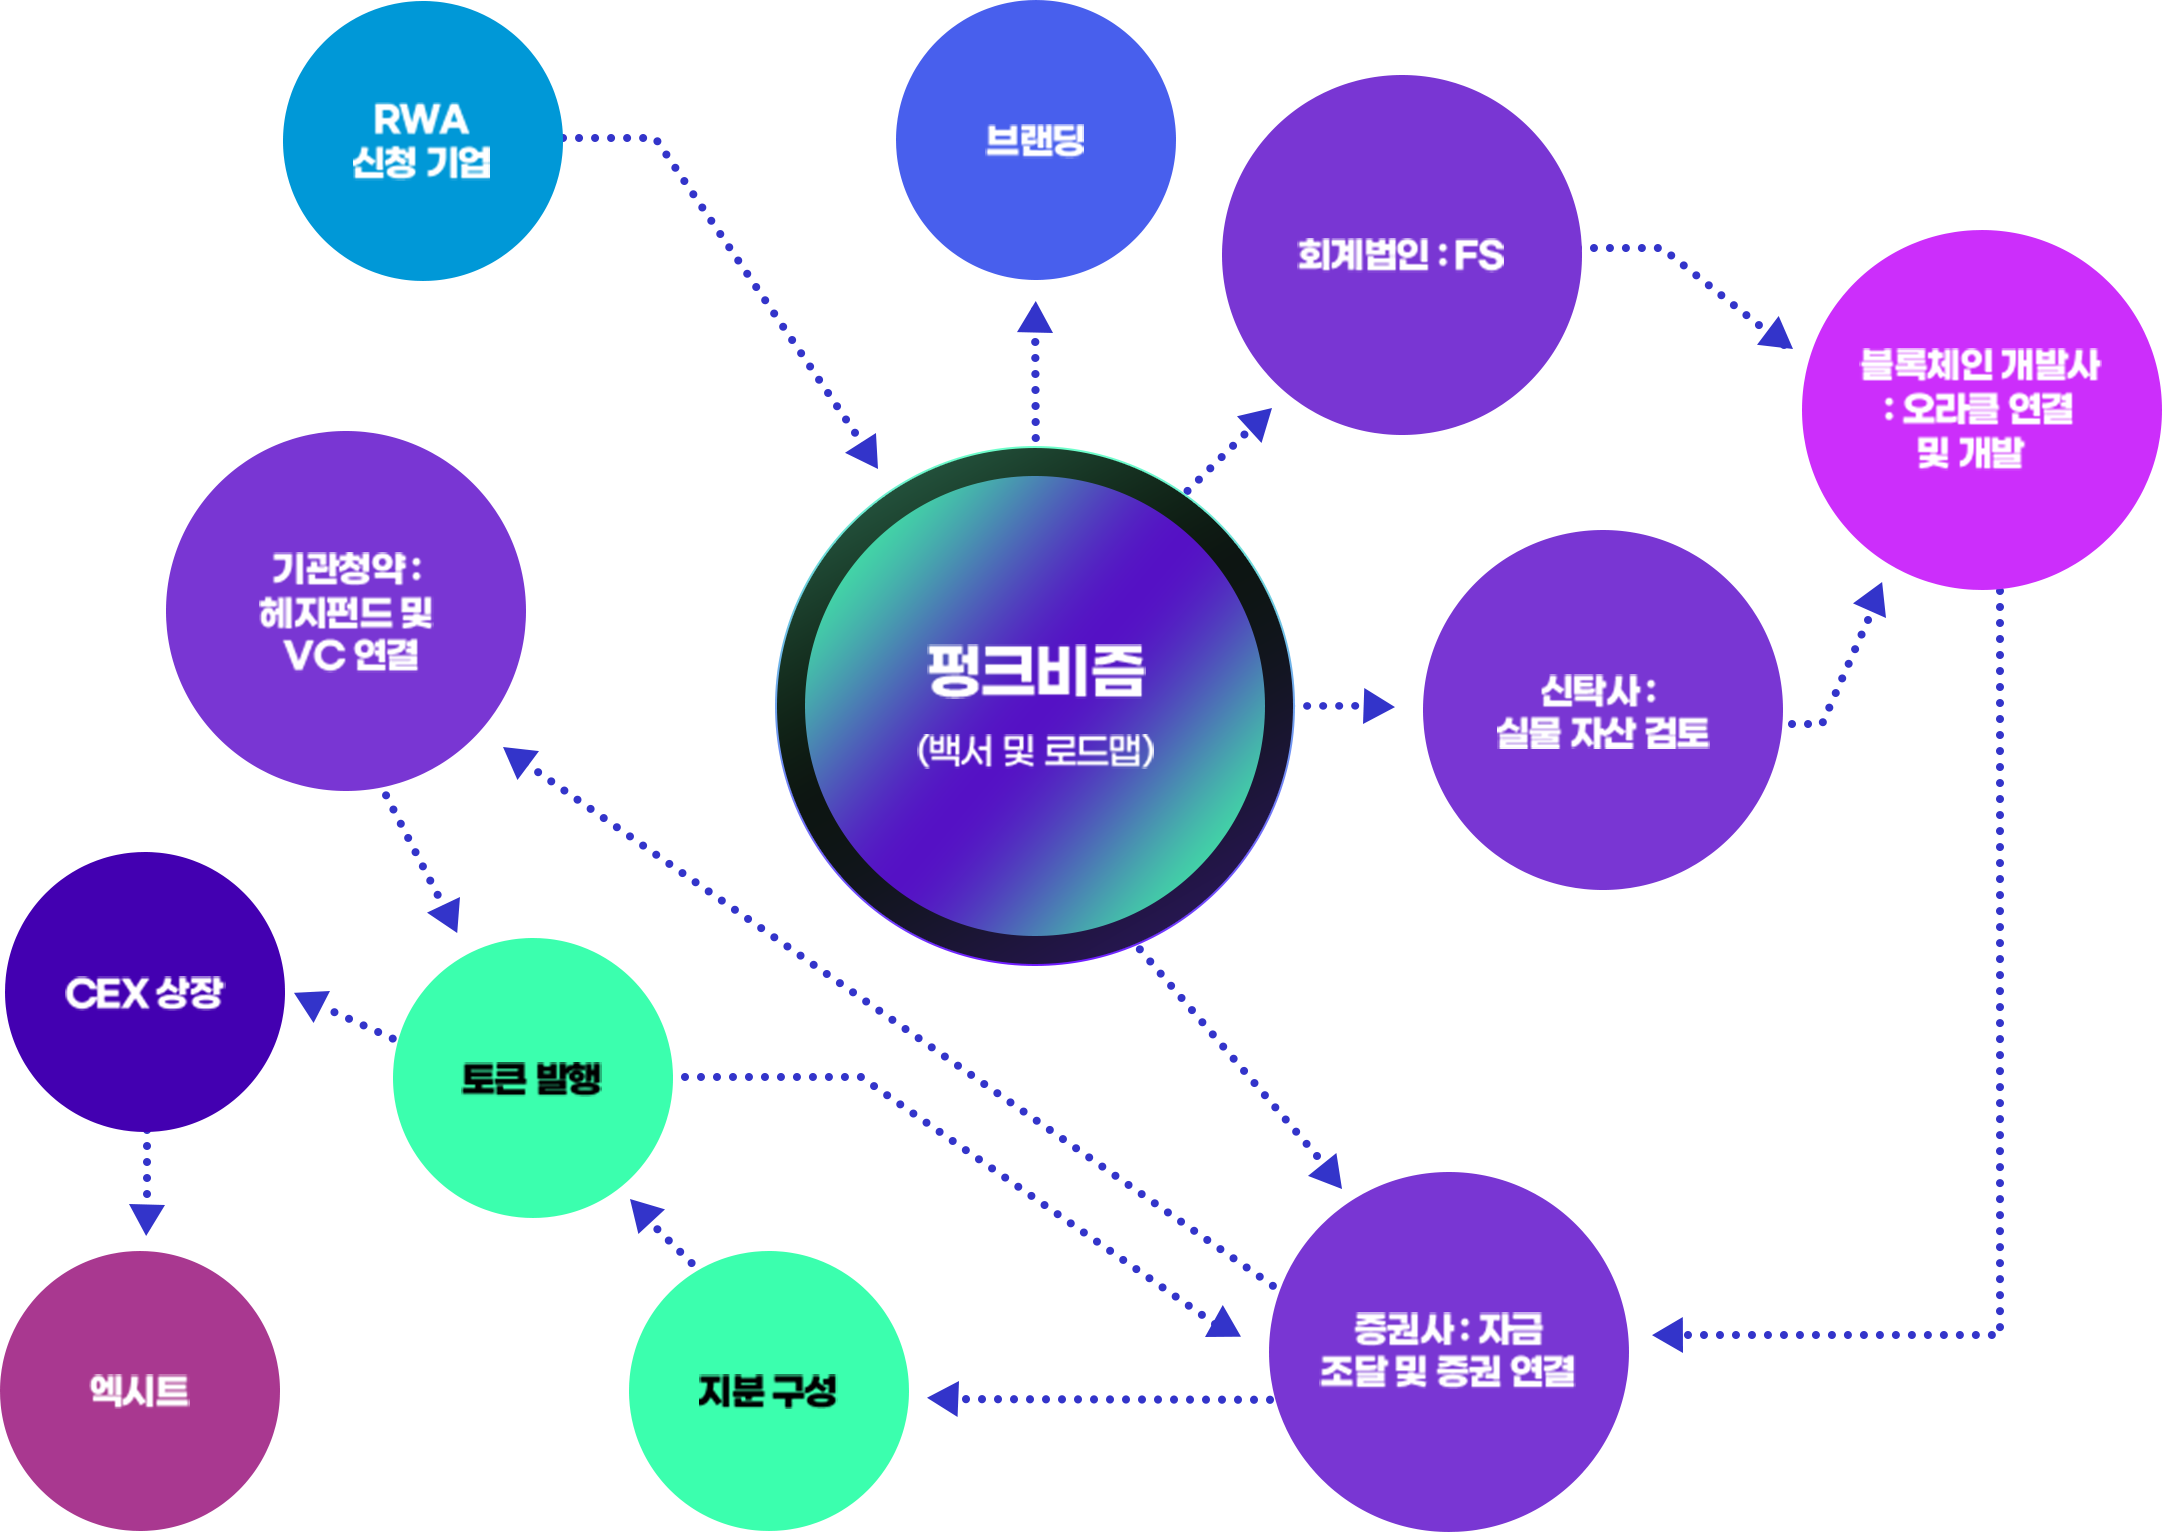 RWA
신청 기업
브랜딩
회계법인 : FS
블록체인 개발사
: 오라클 연결
및 개발
기관청약 :
헤지펀드 및
VC 연결
펑크비즘
(백서 및 로드맵)
신탁사 :
실물 자산 검토
CEX 상장
토큰 발행
증권사 : 자금
조달 및 증권 연결
엑시트
지분 구성